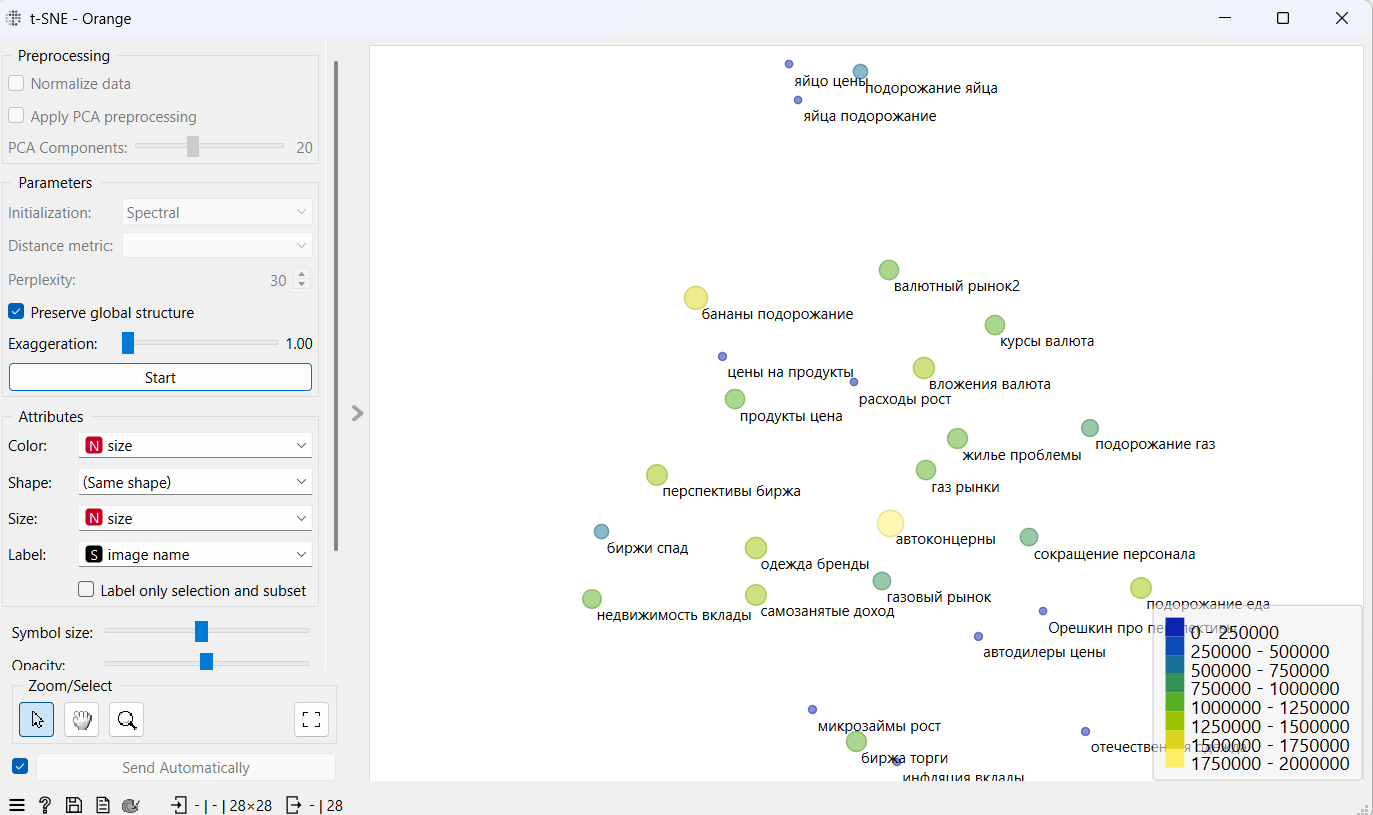 t-SNE - Orange
Preprocessing
Normalize data
Apply PCA preprocessing
PCA Components: 20
Parameters
Initialization: Spectral
Distance metric:
Perplexity: 30
Preserve global structure
Exaggeration: 1.00
Start
Attributes
Color: N size
Shape: (Same shape)
Size: N size
Label: S image name
Label only selection and subset
Symbol size:
Opacity:
Zoom/Select
Send Automatically
- | - | 28×28 - | 28
яйцо цены
подорожание яйца
яйца подорожание
валютный рынок2
бананы подорожание
курсы валюта
цены на продукты
вложения валюта
расходы рост
продукты цена
подорожание газ
жилье проблемы
газ рынки
перспективы биржа
автоконцерны
биржи спад
сокращение персонала
одежда бренды
газовый рынок
подорожание еда
самозанятые доход
недвижимость вклады
Орешкин про перспективы
автодилеры цены
микрозаймы рост
отечественная одежда
биржа торги
инфляция вклады
0 - 250000
250000 - 500000
500000 - 750000
750000 - 1000000
1000000 - 1250000
1250000 - 1500000
1500000 - 1750000
1750000 - 2000000